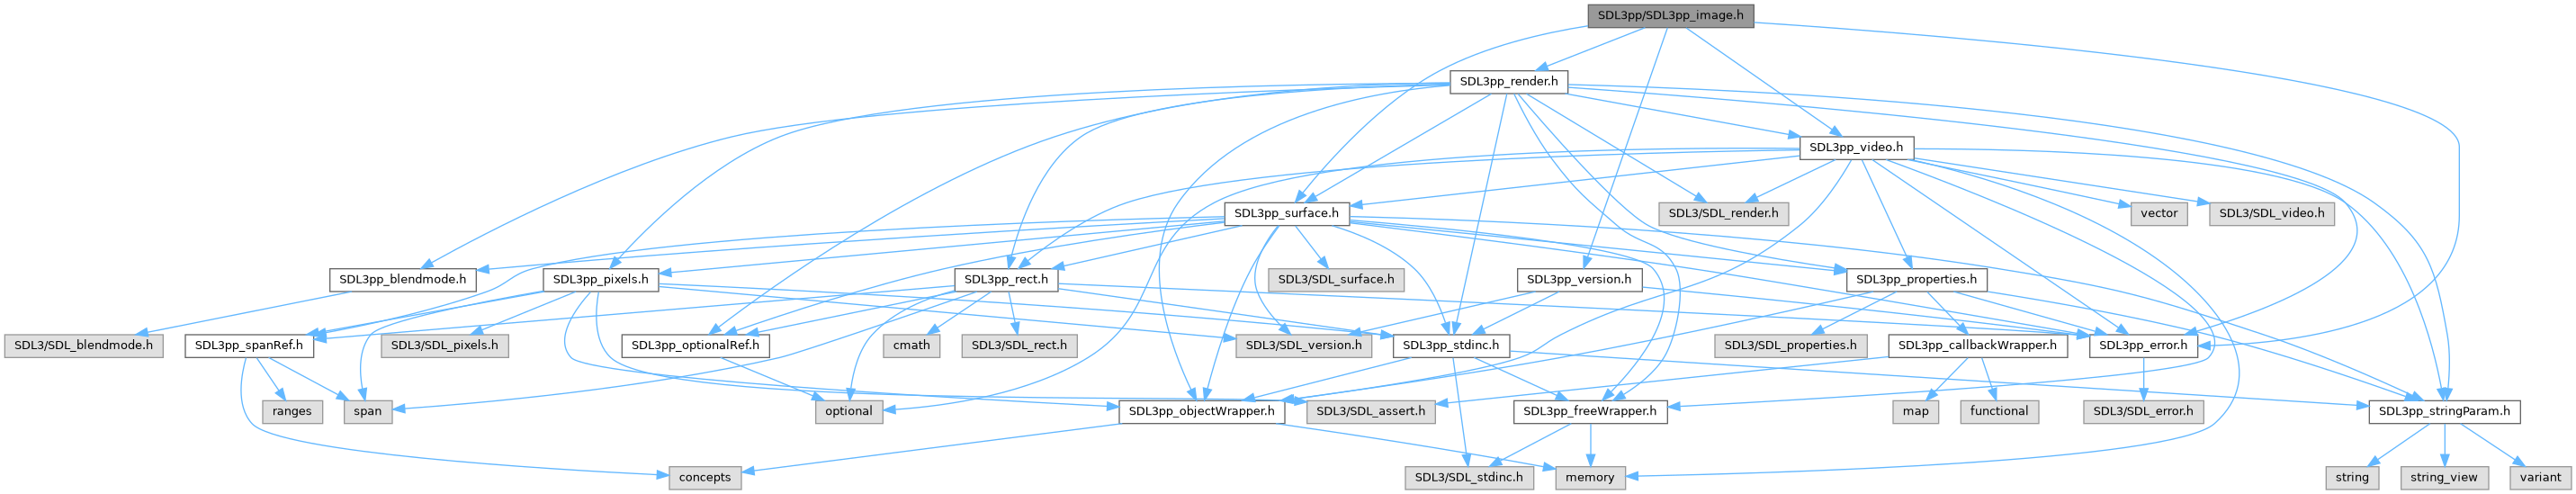 SDL3pp/SDL3pp_image.h
SDL3pp_render.h
SDL3pp_video.h
SDL3pp_surface.h
SDL3/SDL_render.h
vector
SDL3/SDL_video.h
SDL3pp_blendmode.h
SDL3pp_pixels.h
SDL3pp_rect.h
SDL3/SDL_surface.h
SDL3pp_version.h
SDL3pp_properties.h
SDL3/SDL_blendmode.h
SDL3pp_spanRef.h
SDL3/SDL_pixels.h
SDL3pp_optionalRef.h
cmath
SDL3/SDL_rect.h
SDL3/SDL_version.h
SDL3pp_stdinc.h
SDL3/SDL_properties.h
SDL3pp_callbackWrapper.h
SDL3pp_error.h
ranges
span
SDL3pp_objectWrapper.h
SDL3/SDL_assert.h
optional
SDL3pp_freeWrapper.h
map
functional
SDL3/SDL_error.h
SDL3pp_stringParam.h
concepts
SDL3/SDL_stdinc.h
memory
string
string_view
variant